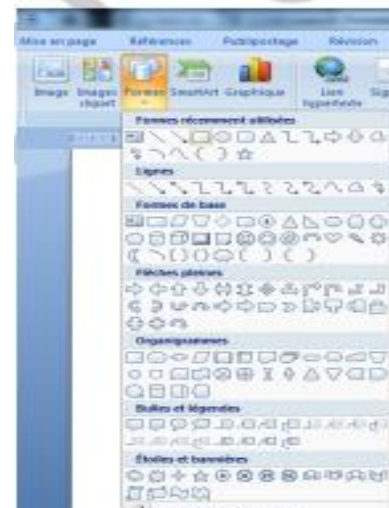 Mise en page Références Publipostage Révision
Image Images clipart Formes SmartArt Graphique Lien hypertexte
Formes récemment utilisées
Lignes
Formes de base
Flèches pleines
Organigrammes
Bulles et légendes
Étoiles et bannières